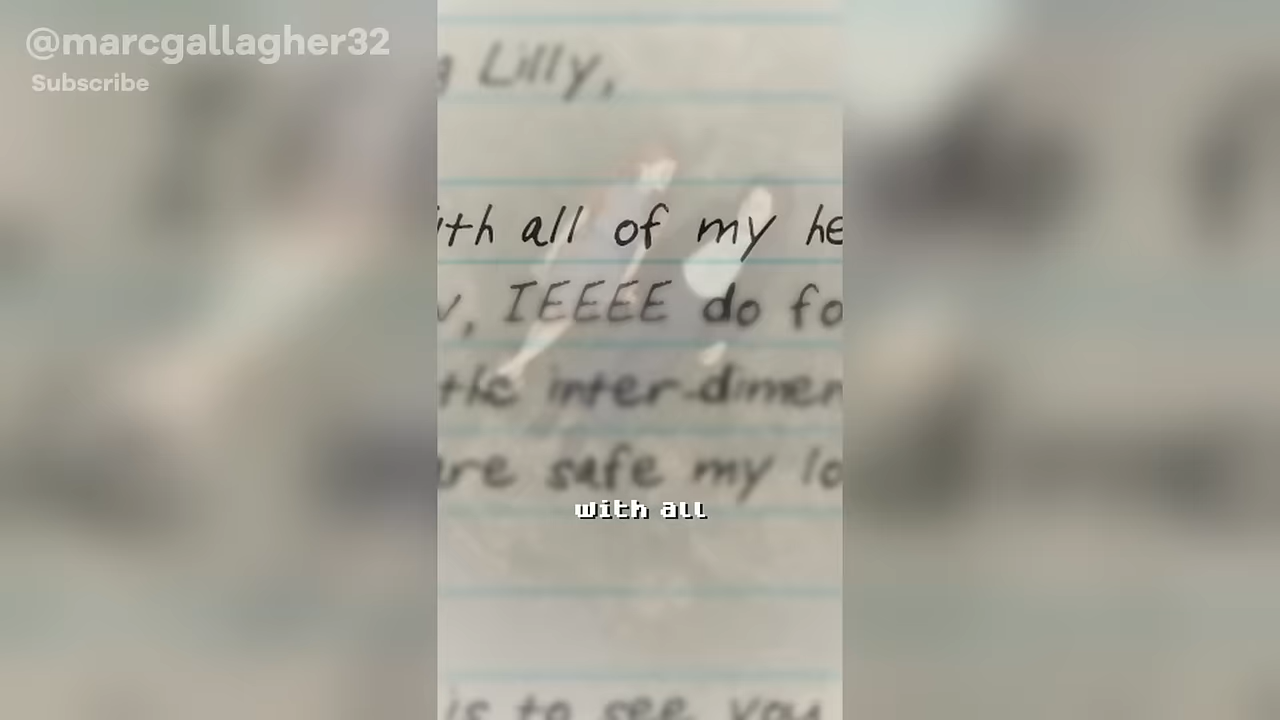 @marcgallagher32
Subscribe
Lilly,
ith all of my he
, IEEEE do fo
the inter-dimen
re safe my lo
with all
is to see you